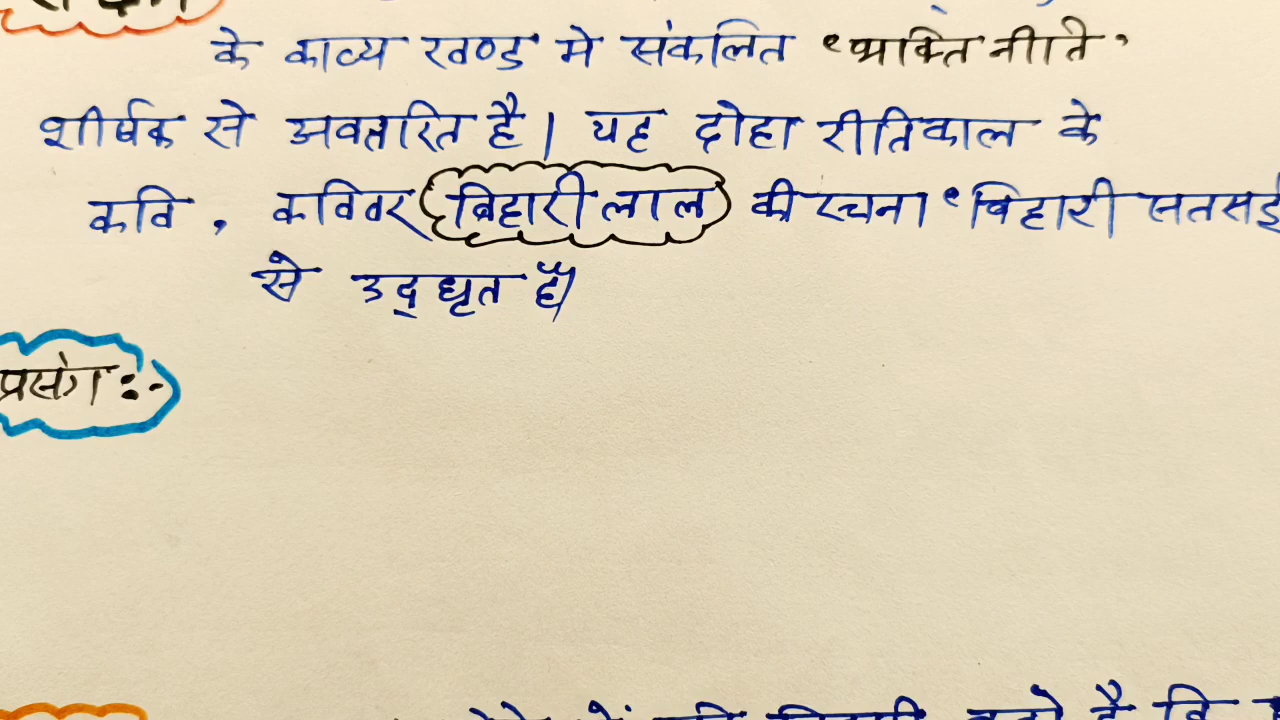 के काव्य खण्ड मे संकलित 'भक्ति नीति'
शीर्षक से अवतरित है। यह दोहा रीतिकाल के
कवि, कविवर बिहारी लाल की रचना 'बिहारी सतसई
से उद्धृत है।
प्रसंग:-
है कि